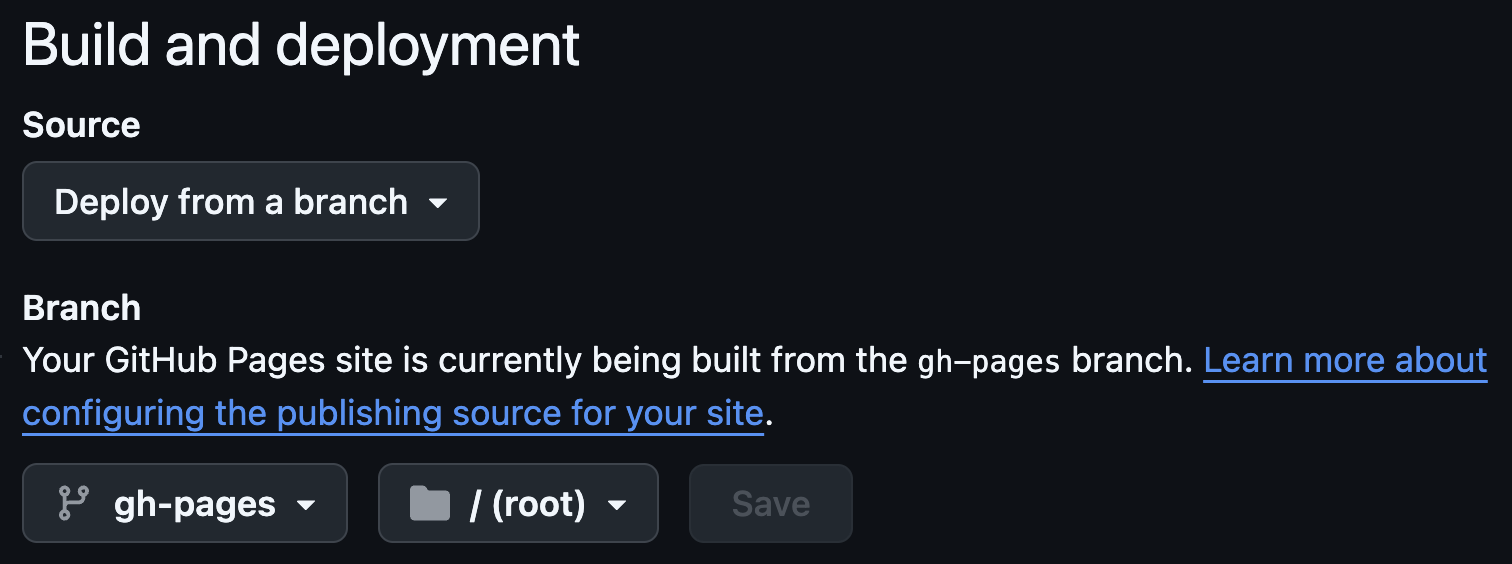 Build and deployment
Source
Deploy from a branch
Branch
Your GitHub Pages site is currently being built from the gh-pages branch. Learn more about
configuring the publishing source for your site.
gh-pages / (root) Save